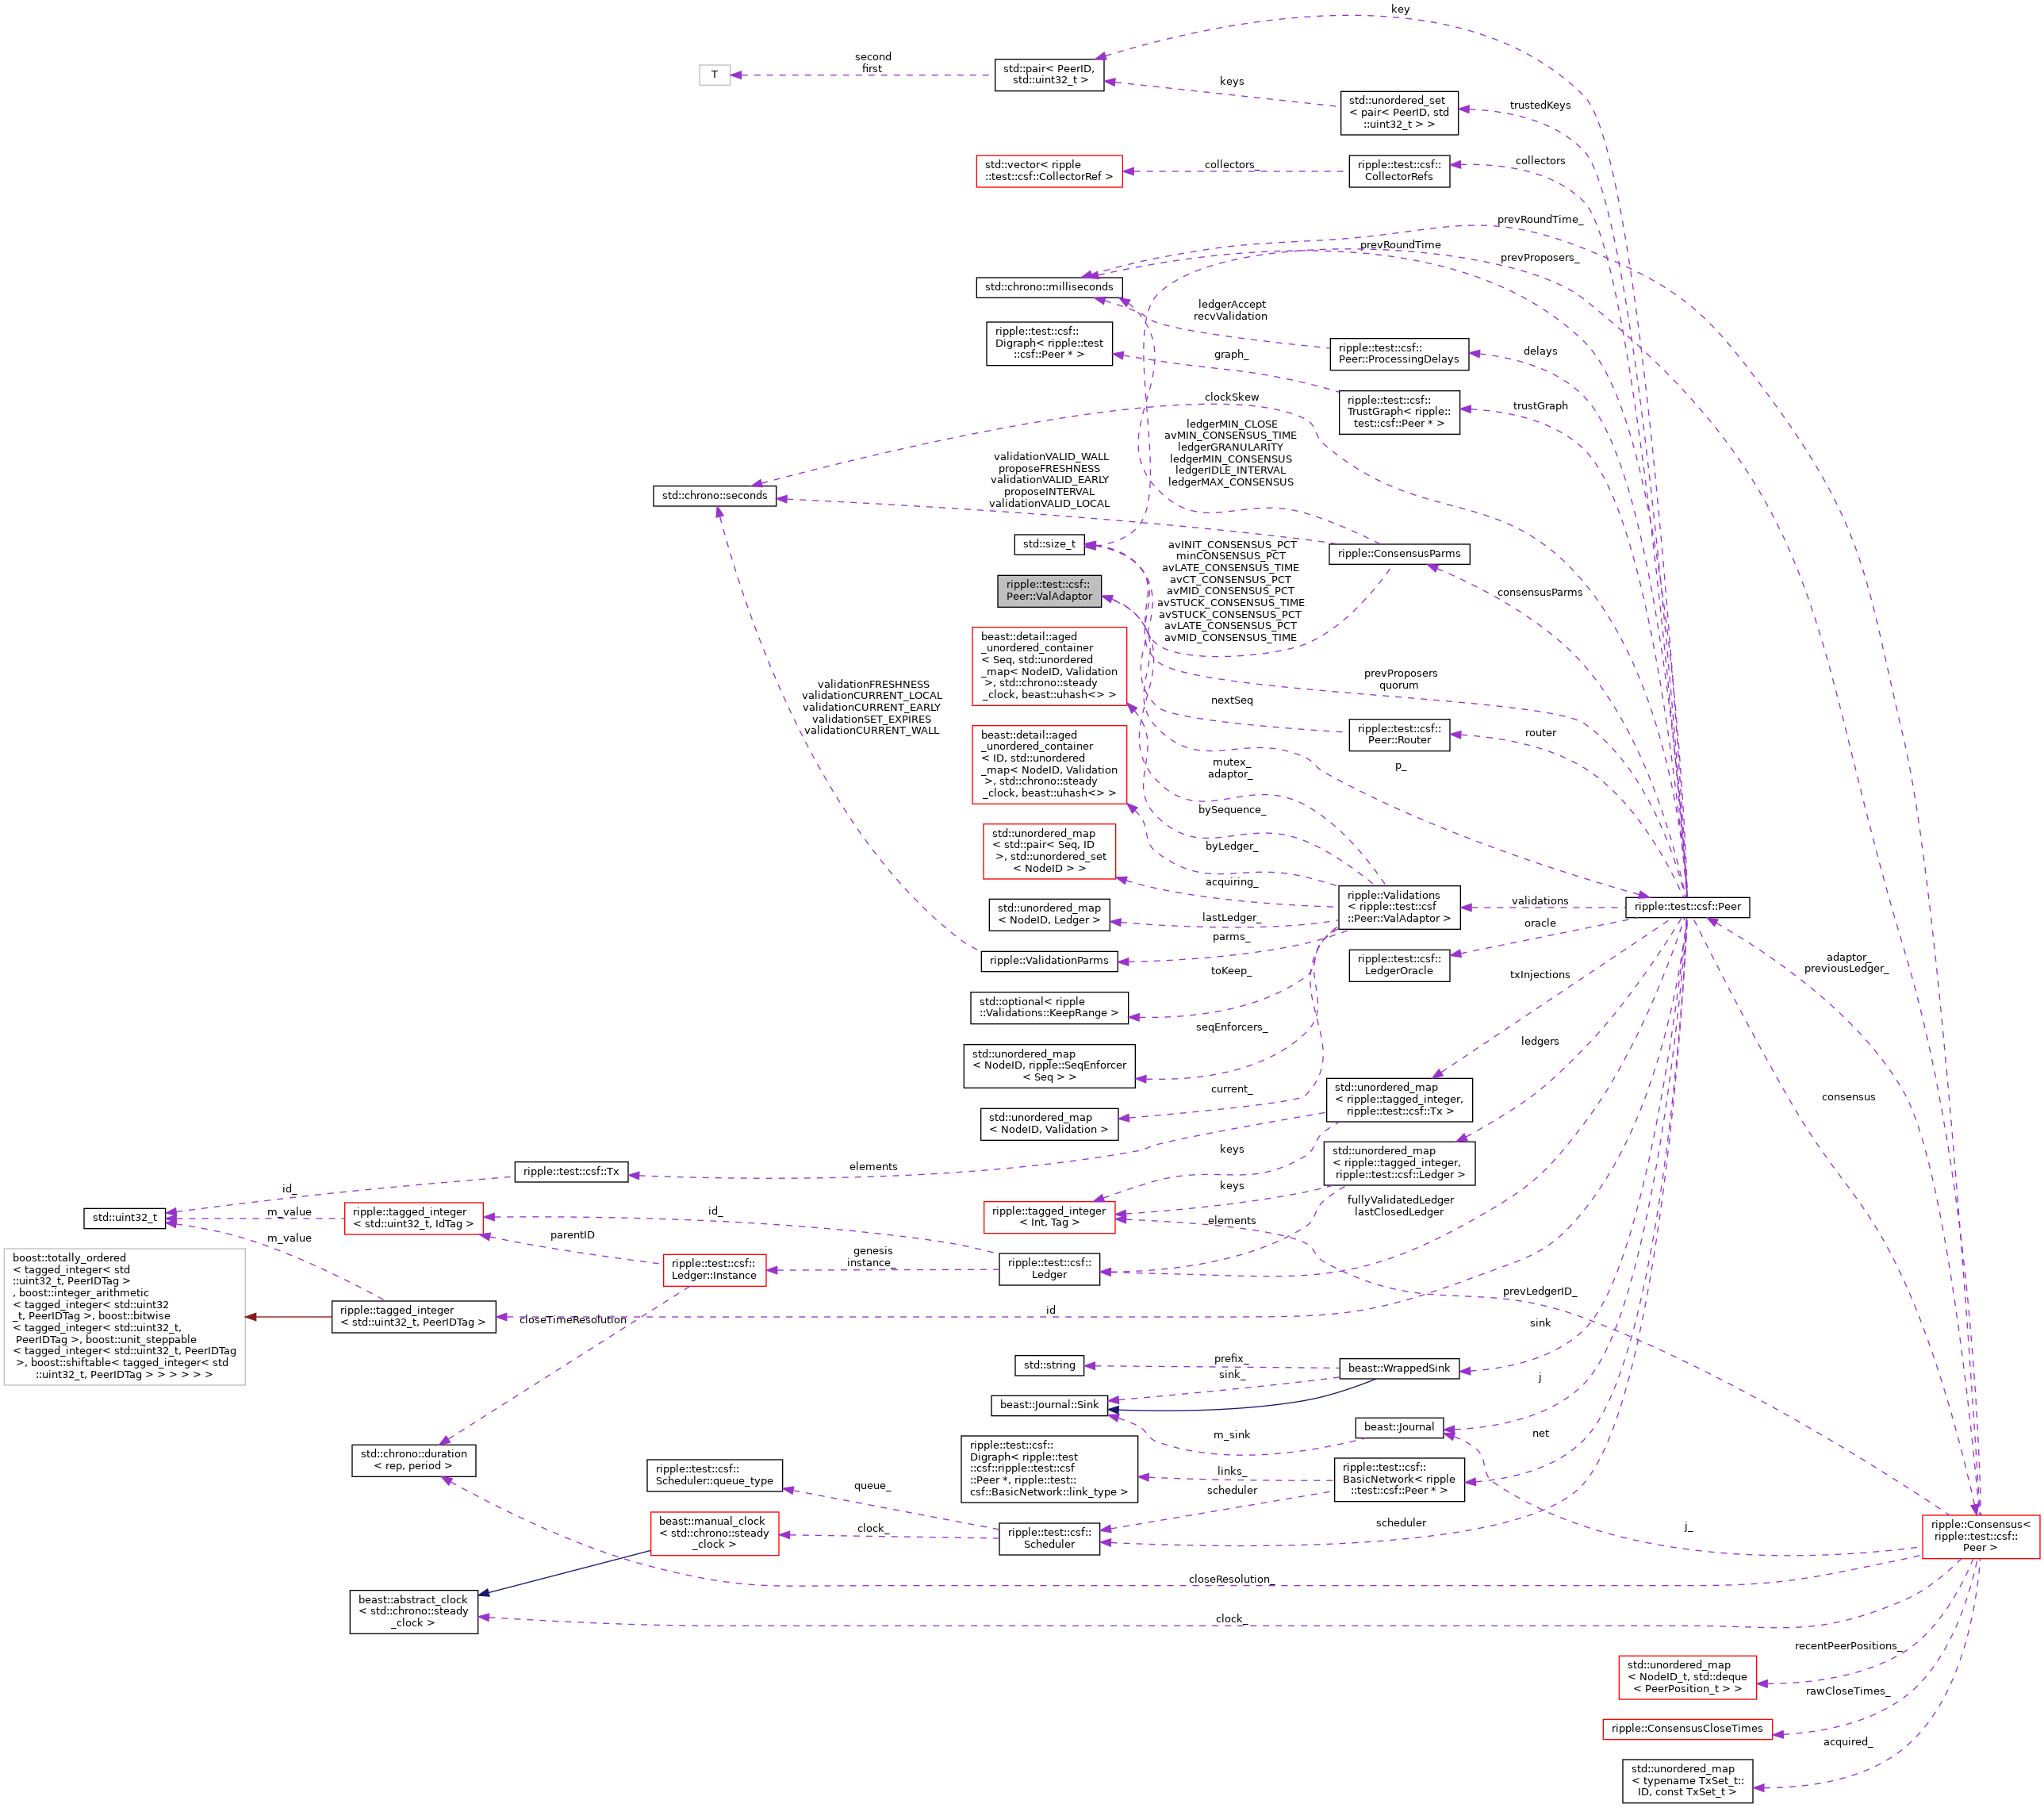 key
second
first
T
std::pair< PeerID,
std::uint32_t >
keys
std::unordered_set
< pair< PeerID, std
::uint32_t > >
trustedKeys
std::vector< ripple
::test::csf::CollectorRef >
collectors_
ripple::test::csf::
CollectorRefs
collectors
prevRoundTime_
prevRoundTime
prevProposers_
std::chrono::milliseconds
ledgerAccept
recvValidation
ripple::test::csf::
Digraph< ripple::test
::csf::Peer * >
graph_
ripple::test::csf::
Peer::ProcessingDelays
delays
clockSkew
ripple::test::csf::
TrustGraph< ripple::
test::csf::Peer * >
trustGraph
ledgerMIN_CLOSE
avMIN_CONSENSUS_TIME
ledgerGRANULARITY
ledgerMIN_CONSENSUS
ledgerIDLE_INTERVAL
ledgerMAX_CONSENSUS
validationVALID_WALL
proposeFRESHNESS
validationVALID_EARLY
proposeINTERVAL
validationVALID_LOCAL
std::chrono::seconds
std::size_t
ripple::ConsensusParms
avINIT_CONSENSUS_PCT
minCONSENSUS_PCT
avLATE_CONSENSUS_TIME
avCT_CONSENSUS_PCT
avMID_CONSENSUS_PCT
avSTUCK_CONSENSUS_TIME
avSTUCK_CONSENSUS_PCT
avLATE_CONSENSUS_PCT
avMID_CONSENSUS_TIME
consensusParms
ripple::test::csf::
Peer::ValAdaptor
beast::detail::aged
_unordered_container
< Seq, std::unordered
_map< NodeID, Validation
>, std::chrono::steady
_clock, beast::uhash<> >
prevProposers
quorum
validationFRESHNESS
validationCURRENT_LOCAL
validationCURRENT_EARLY
validationSET_EXPIRES
validationCURRENT_WALL
nextSeq
ripple::test::csf::
Peer::Router
router
beast::detail::aged
_unordered_container
< ID, std::unordered
_map< NodeID, Validation
>, std::chrono::steady
_clock, beast::uhash<> >
mutex_
adaptor_
p_
bySequence_
std::unordered_map
< std::pair< Seq, ID
>, std::unordered_set
< NodeID > >
byLedger_
acquiring_
ripple::Validations
< ripple::test::csf
::Peer::ValAdaptor >
validations
ripple::test::csf::Peer
std::unordered_map
< NodeID, Ledger >
lastLedger_
oracle
parms_
ripple::ValidationParms
ripple::test::csf::
LedgerOracle
adaptor_
previousLedger_
toKeep_
std::optional< ripple
::Validations::KeepRange >
txInjections
seqEnforcers_
std::unordered_map
< NodeID, ripple::SeqEnforcer
< Seq > >
ledgers
current_
std::unordered_map
< NodeID, Validation >
std::unordered_map
< ripple::tagged_integer,
ripple::test::csf::Tx >
consensus
ripple::test::csf::Tx
elements
keys
std::unordered_map
< ripple::tagged_integer,
ripple::test::csf::Ledger >
keys
id_
std::uint32_t
m_value
ripple::tagged_integer
< std::uint32_t, IdTag >
id_
ripple::tagged_integer
< Int, Tag >
elements
fullyValidatedLedger
lastClosedLedger
m_value
parentID
boost::totally_ordered
< tagged_integer< std
::uint32_t, PeerIDTag >
, boost::integer_arithmetic
< tagged_integer< std::uint32
_t, PeerIDTag >, boost::bitwise
< tagged_integer< std::uint32_t,
PeerIDTag >, boost::unit_steppable
< tagged_integer< std::uint32_t, PeerIDTag
>, boost::shiftable< tagged_integer< std
::uint32_t, PeerIDTag > > > > > >
ripple::test::csf::
Ledger::Instance
genesis
instance_
ripple::test::csf::
Ledger
prevLedgerID_
ripple::tagged_integer
< std::uint32_t, PeerIDTag >
closeTimeResolution
id
sink
std::string
prefix_
sink_
beast::WrappedSink
j
beast::Journal::Sink
m_sink
beast::Journal
net
std::chrono::duration
< rep, period >
ripple::test::csf::
Scheduler::queue_type
queue_
ripple::test::csf::
Digraph< ripple::test
::csf::ripple::test::csf
::Peer *, ripple::test::
csf::BasicNetwork::link_type >
links_
scheduler
ripple::test::csf::
BasicNetwork< ripple
::test::csf::Peer * >
beast::manual_clock
< std::chrono::steady
_clock >
clock_
ripple::test::csf::
Scheduler
scheduler
j_
ripple::Consensus<
ripple::test::csf::
Peer >
closeResolution_
beast::abstract_clock
< std::chrono::steady
_clock >
clock_
recentPeerPositions_
std::unordered_map
< NodeID_t, std::deque
< PeerPosition_t > >
rawCloseTimes_
ripple::ConsensusCloseTimes
acquired_
std::unordered_map
< typename TxSet_t::
ID, const TxSet_t >